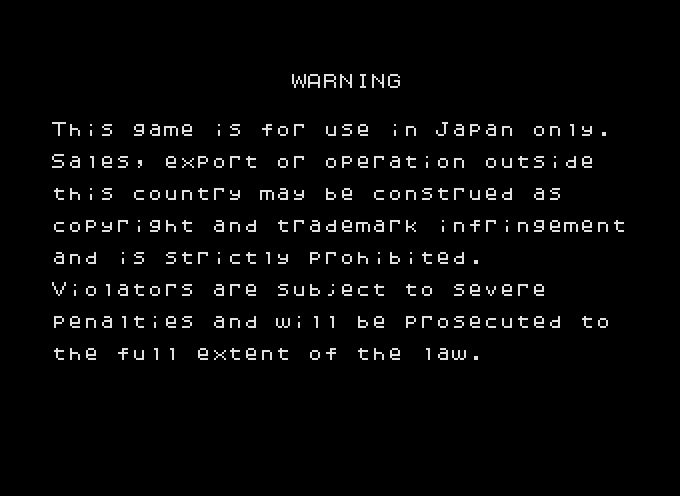 WARNING
This game is for use in Japan only.
Sales, export or operation outside
this country may be construed as
copyright and trademark infringement
and is strictly prohibited.
Violators are subject to severe
penalties and will be prosecuted to
the full extent of the law.